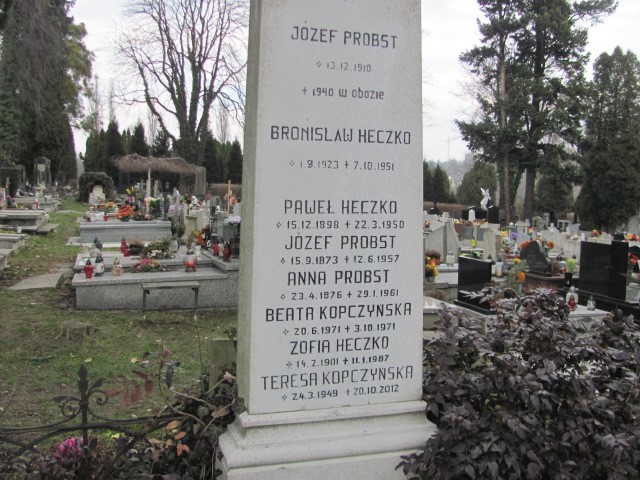 JÓZEF PROBST
* 13.12.1910
+ 1940 W OBOZIE
BRONISŁAW HECZKO
* 1.9.1923 + 7.10.1951
PAWEŁ HECZKO
* 15.12.1898 + 22.3.1950
JÓZEF PROBST
* 15.9.1873 + 12.6.1957
ANNA PROBST
* 23.4.1876 + 29.1.1961
BEATA KOPCZYŃSKA
* 20.6.1971 + 3.10.1971
ZOFIA HECZKO
* 14.2.1901 + 11.1.1987
TERESA KOPCZYŃSKA
* 24.3.1949 + 20.10.2012